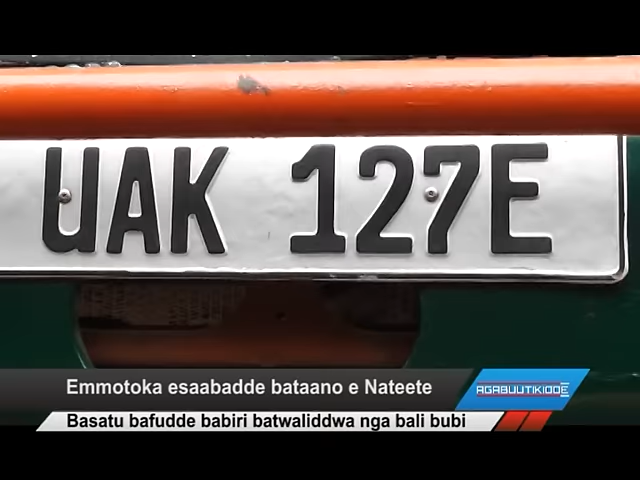 UAK 127E
Emmotoka esaabadde bataano e Nateete
AGABUUTIKIDDE
Basatu bafudde babiri batwaliddwa nga bali bubi